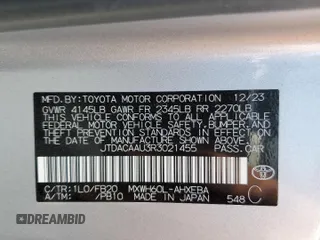 MFD.BY:TOYOTA MOTOR CORPORATION 12/23
GVWR 4145LB GAWR FR 2345LB RR 2270LB
THIS VEHICLE CONFORMS TO ALL APPLICABLE
FEDERAL MOTOR VEHICLE SAFETY, BUMPER, AND
THEFT PREVENTION STANDARDS IN EFFECT ON
THE DATE OF MANUFACTURE SHOWN ABOVE.
JTDACAAU3R3021455 PASS.CAR
C/TR:1L0/FB20 MXWH60L-AHXEBA
A/TM: /PB10 MADE IN JAPAN 548 C
DEALERSHIP.COM